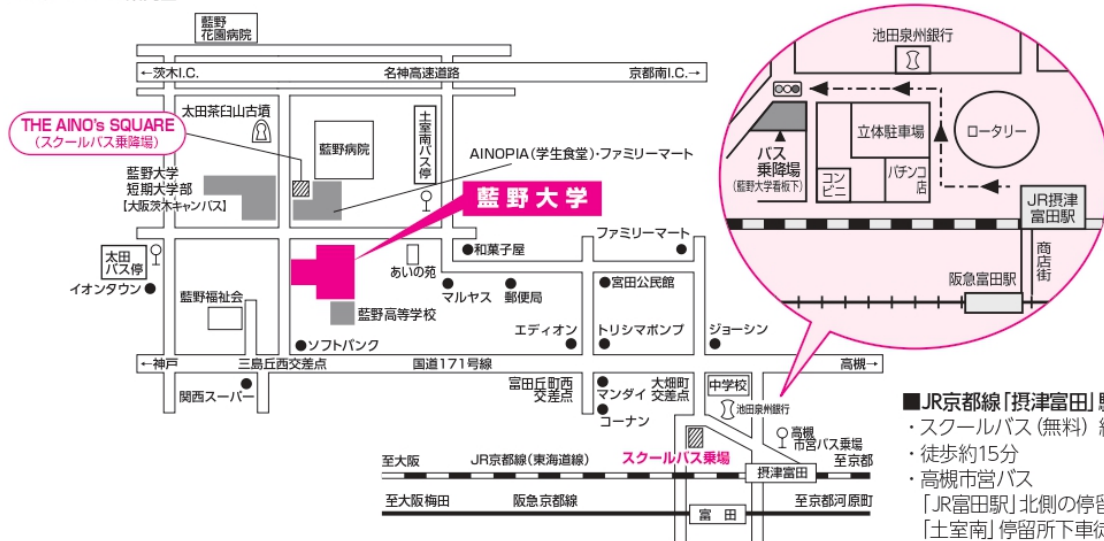 藍野
花園病院
←茨木I.C.
名神高速道路
京都南I.C.→
太田茶臼山古墳
THE AINO's SQUARE
(スクールバス乗降場)
藍野病院
土室南バス停
AINOPIA(学生食堂)・ファミリーマート
藍野大学
短期大学部
【大阪茨木キャンパス】
藍野大学
太田
バス停
イオンタウン
藍野福祉会
あいの苑
和菓子屋
ファミリーマート
マルヤス
郵便局
宮田公民館
藍野高等学校
ソフトバンク
エディオン
トリシマポンプ
ジョーシン
←神戸
三島丘西交差点
国道171号線
高槻→
関西スーパー
富田丘町西
交差点
マンダイ
コーナン
大畑町
交差点
中学校
池田泉州銀行
高槻
市営バス乗場
スクールバス乗場
至大阪
JR京都線(東海道線)
摂津富田
至京都
至大阪梅田
阪急京都線
富田
至京都河原町
池田泉州銀行
立体駐車場
ロータリー
バス
乗降場
(藍野大学看板下)
コン
ビニ
パチンコ
店
JR摂津
富田駅
商店街
阪急富田駅
■JR京都線「摂津富田」
・スクールバス(無料)
・徒歩約15分
・高槻市営バス
「JR富田駅」北側の停
「土室南」停留所下車